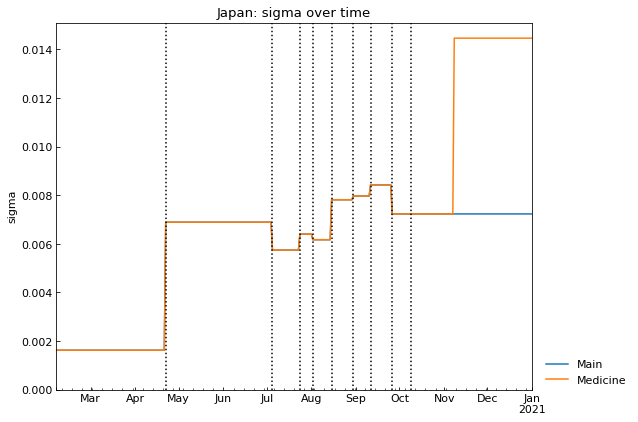 Japan: sigma over time
sigma
0.014
0.012
0.010
0.008
0.006
0.004
0.002
0.000
Mar Apr May Jun Jul Aug Sep Oct Nov Dec Jan
2021
Main
Medicine